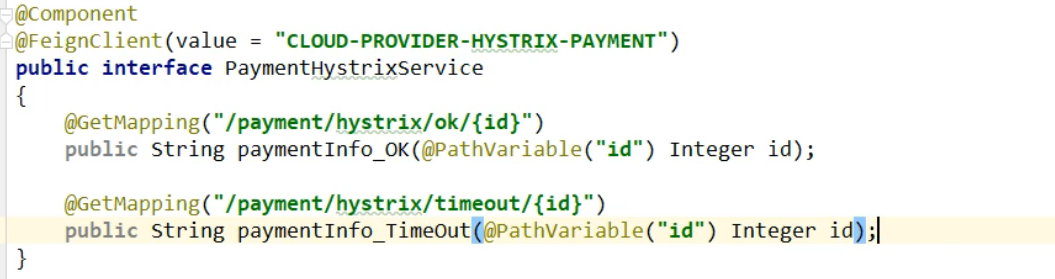 @Component
@FeignClient(value = "CLOUD-PROVIDER-HYSTRIX-PAYMENT")
public interface PaymentHystrixService
{
    @GetMapping("/payment/hystrix/ok/{id}")
    public String paymentInfo_OK(@PathVariable("id") Integer id);

    @GetMapping("/payment/hystrix/timeout/{id}")
    public String paymentInfo_TimeOut(@PathVariable("id") Integer id);
}